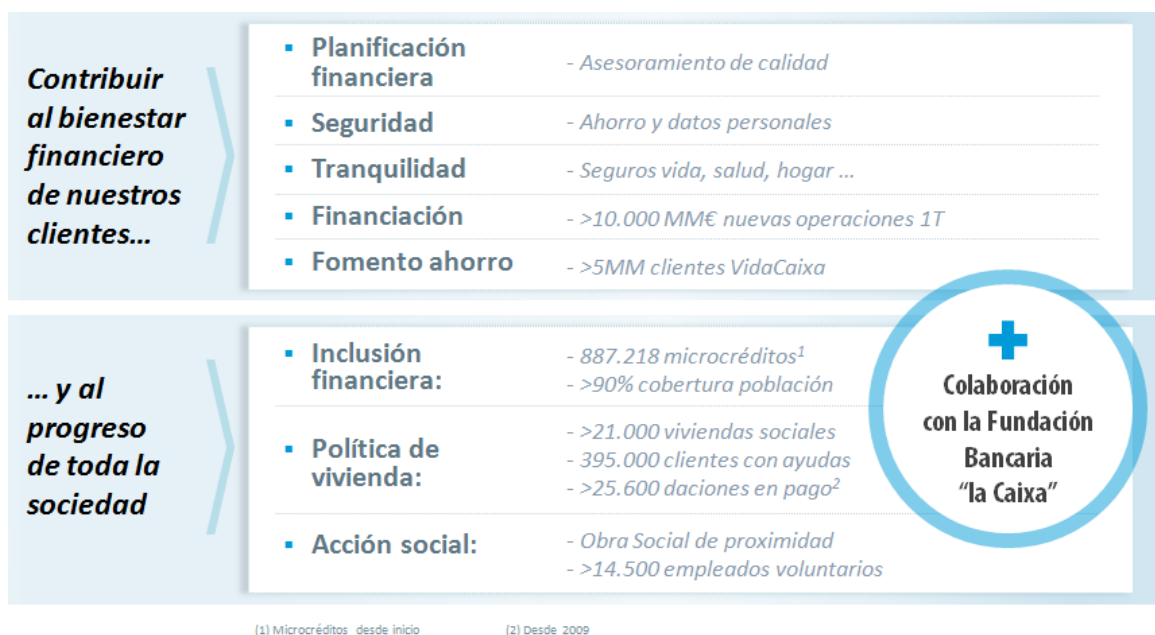 Contribuir
al bienestar
financiero
de nuestros
clientes...
▪ Planificación
financiera
- Asesoramiento de calidad
▪ Seguridad
- Ahorro y datos personales
▪ Tranquilidad
- Seguros vida, salud, hogar ...
▪ Financiación
- >10.000 MM€ nuevas operaciones 1T
▪ Fomento ahorro
- >5MM clientes VidaCaixa
... y al
progreso
de toda la
sociedad
▪ Inclusión
financiera:
- 887.218 microcréditos¹
- >90% cobertura población
▪ Política de
vivienda:
- >21.000 viviendas sociales
- 395.000 clientes con ayudas
- >25.600 daciones en pago²
▪ Acción social:
- Obra Social de proximidad
- >14.500 empleados voluntarios
+
Colaboración
con la Fundación
Bancaria
“la Caixa”
(1) Microcréditos desde inicio
(2) Desde 2009